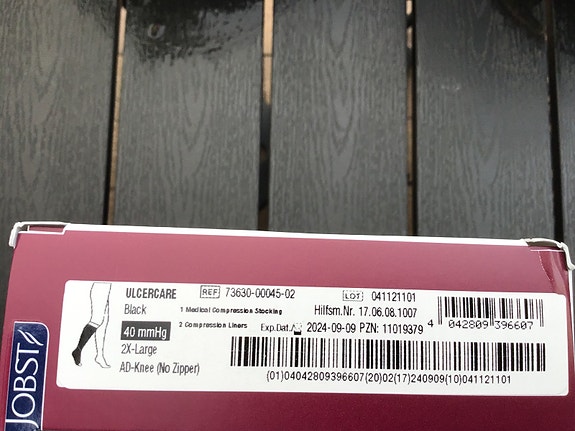 JOBST
ULCERCARE
Black
40 mmHg
2X-Large
AD-Knee (No Zipper)
REF 73630-00045-02
1 Medical Compression Stocking
2 Compression Liners
LOT 041121101
Hilfsm.Nr. 17.06.08.1007
Exp.Dat. 2024-09-09 PZN: 11019379
4 042809 396607
(01)04042809396607(20)02(17)240909(10)041121101